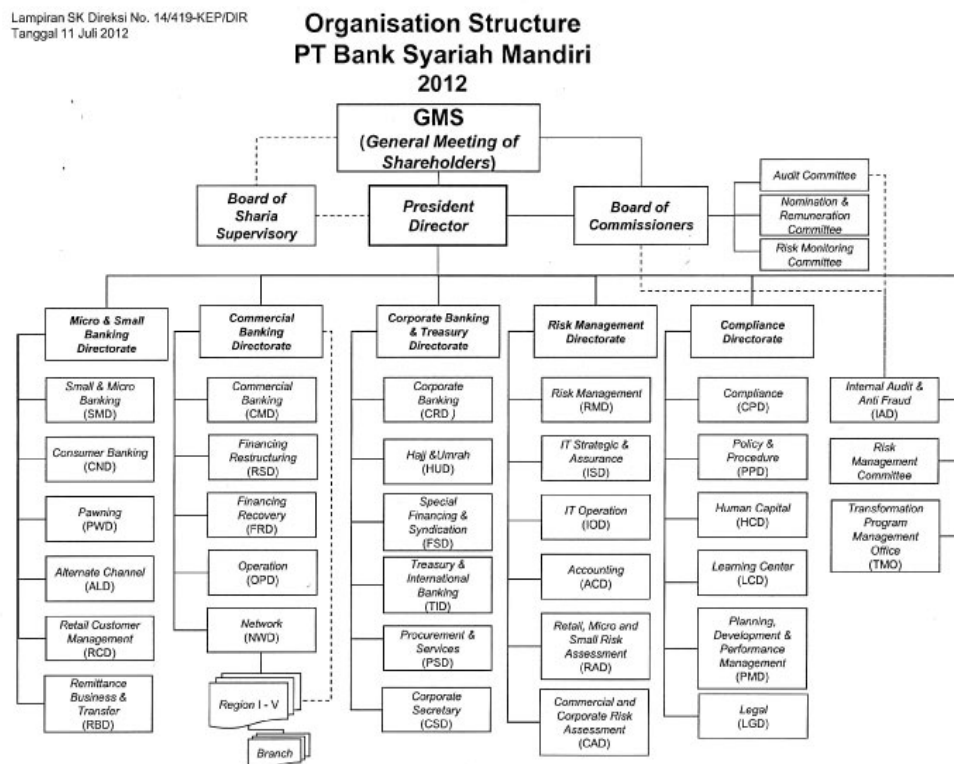 Lampiran SK Direksi No. 14/419-KEP/DIR
Tanggal 11 Juli 2012
Organisation Structure
PT Bank Syariah Mandiri
2012
GMS
(General Meeting of
Shareholders)
Board of
Sharia
Supervisory
President
Director
Board of
Commissioners
Audit Committee
Nomination &
Remuneration
Committee
Risk Monitoring
Committee
Micro & Small
Banking
Directorate
Small & Micro
Banking
(SMD)
Consumer Banking
(CND)
Pawning
(PWD)
Alternate Channel
(ALD)
Retail Customer
Management
(RCD)
Remittance
Business &
Transfer
(RBD)
Commercial
Banking
Directorate
Commercial
Banking
(CMD)
Financing
Restructuring
(RSD)
Financing
Recovery
(FRD)
Operation
(OPD)
Network
(NWD)
Region I - V
Branch
Corporate Banking
& Treasury
Directorate
Corporate
Banking
(CRD )
Hajj &Umrah
(HUD)
Special
Financing &
Syndication
(FSD)
Treasury &
International
Banking
(TID)
Procurement &
Services
(PSD)
Corporate
Secretary
(CSD)
Risk Management
Directorate
Risk Management
(RMD)
IT Strategic &
Assurance
(ISD)
IT Operation
(IOD)
Accounting
(ACD)
Retail, Micro and
Small Risk
Assessment
(RAD)
Commercial and
Corporate Risk
Assessment
(CAD)
Compliance
Directorate
Compliance
(CPD)
Policy &
Procedure
(PPD)
Human Capital
(HCD)
Learning Center
(LCD)
Planning,
Development &
Performance
Management
(PMD)
Legal
(LGD)
Internal Audit &
Anti Fraud
(IAD)
Risk
Management
Committee
Transformation
Program
Management
Office
(TMO)